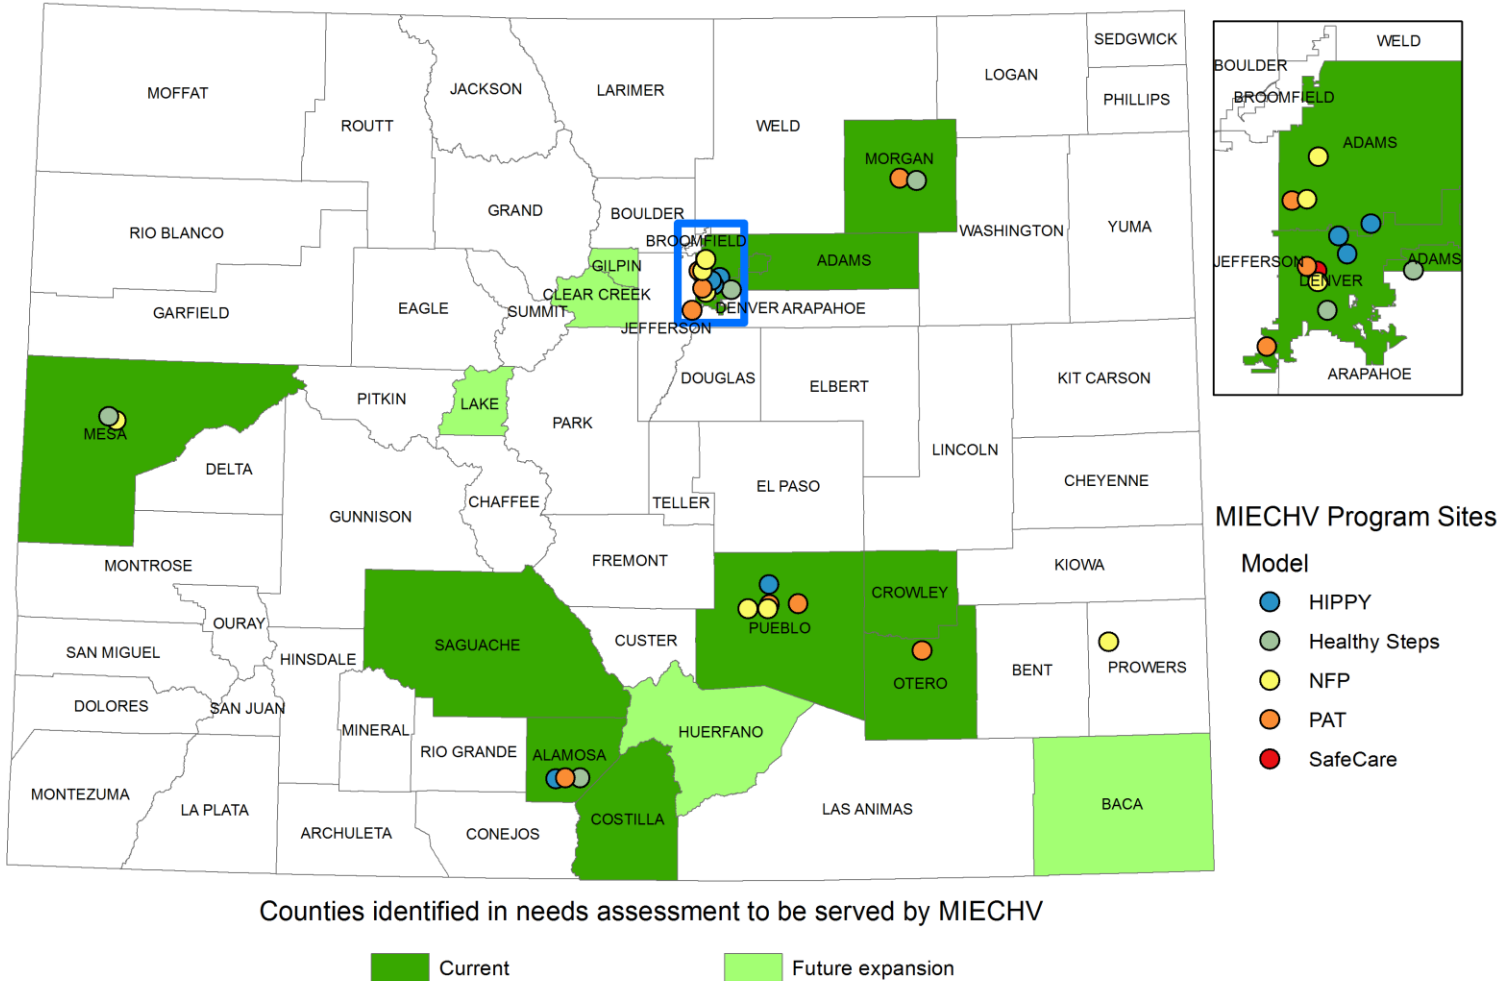 SEDGWICK
LOGAN
MOFFAT
JACKSON
LARIMER
PHILLIPS
ROUTT
WELD
MORGAN
RIO BLANCO
GRAND
BOULDER
WASHINGTON
YUMA
BROOMFIELD
GILPIN
ADAMS
CLEAR CREEK
GARFIELD
EAGLE
SUMMIT
DENVER
ARAPAHOE
JEFFERSON
PITKIN
LAKE
DOUGLAS
ELBERT
KIT CARSON
PARK
MESA
DELTA
LINCOLN
GUNNISON
CHAFFEE
TELLER
EL PASO
CHEYENNE
MONTROSE
FREMONT
KIOWA
CROWLEY
OURAY
PUEBLO
SAN MIGUEL
HINSDALE
SAGUACHE
CUSTER
BENT
PROWERS
OTERO
DOLORES
SAN JUAN
MINERAL
RIO GRANDE
ALAMOSA
HUERFANO
MONTEZUMA
LA PLATA
ARCHULETA
CONEJOS
COSTILLA
LAS ANIMAS
BACA
WELD
BOULDER
BROOMFIELD
ADAMS
JEFFERSON
ADAMS
DENVER
ARAPAHOE
MIECHV Program Sites
Model
HIPPY
Healthy Steps
NFP
PAT
SafeCare
Counties identified in needs assessment to be served by MIECHV
Current
Future expansion